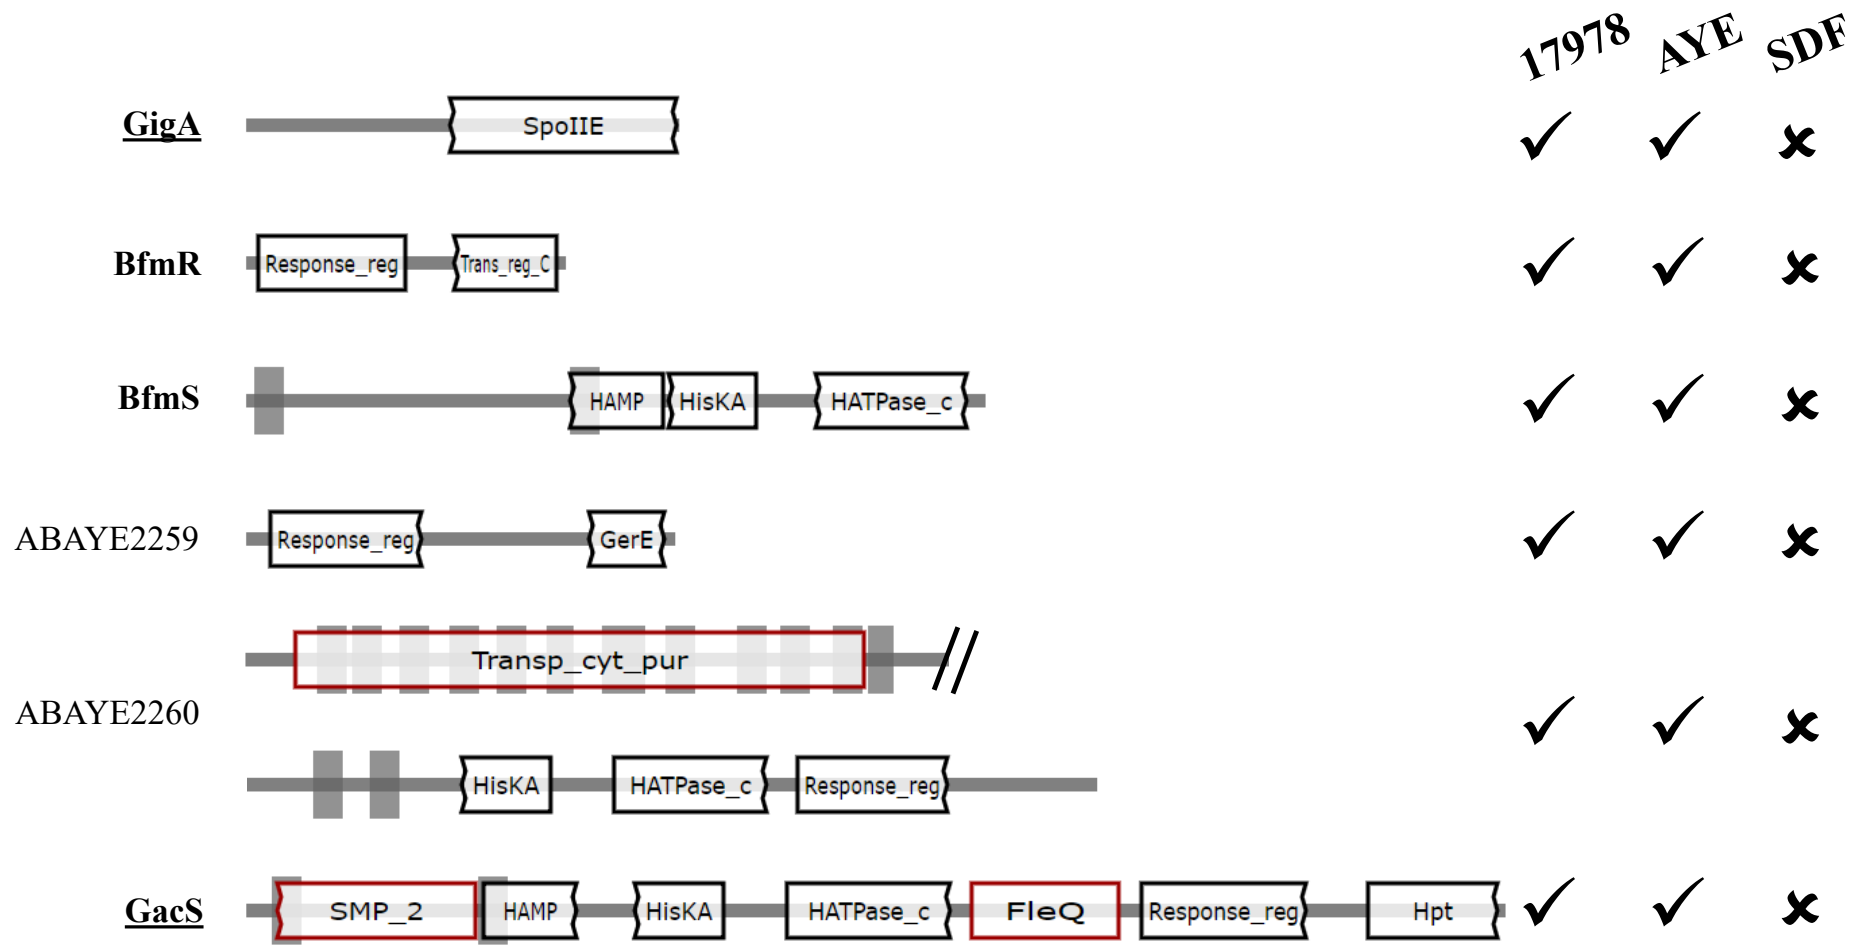 17978 AYE SDF
GigA SpoIIE ✓ ✓ ✘
BfmR Response_reg Trans_reg_C ✓ ✓ ✘
BfmS HAMP HisKA HATPase_c ✓ ✓ ✘
ABAYE2259 Response_reg GerE ✓ ✓ ✘
Transp_cyt_pur //
ABAYE2260 ✓ ✓ ✘
HisKA HATPase_c Response_reg
GacS SMP_2 HAMP HisKA HATPase_c FleQ Response_reg Hpt ✓ ✓ ✘